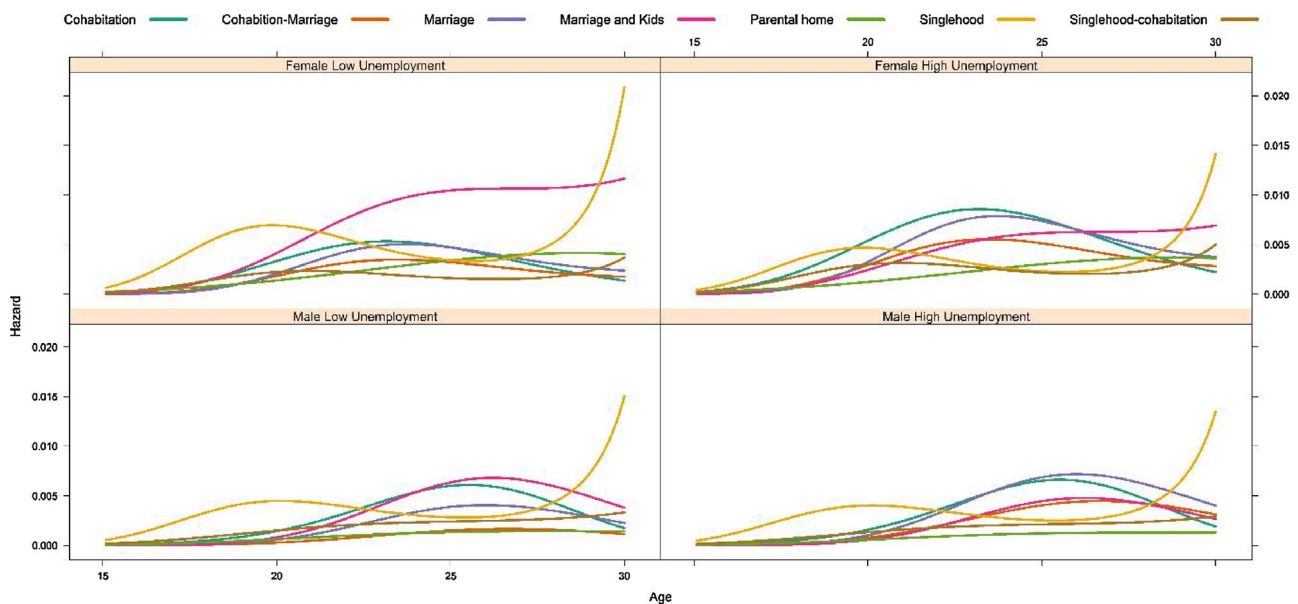 Cohabitation Cohabition-Marriage Marriage Marriage and Kids Parental home Singlehood Singlehood-cohabitation
15 20 25 30
Female Low Unemployment Female High Unemployment
0.020
0.015
0.010
0.005
0.000
Male Low Unemployment Male High Unemployment
Hazard
0.020
0.015
0.010
0.005
0.000
15 20 25 30
Age